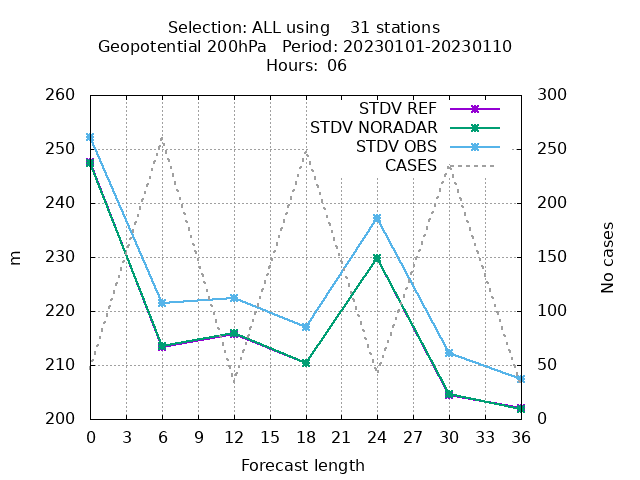 Selection: ALL using    31 stations
Geopotential 200hPa   Period: 20230101-20230110
Hours: 06
260 300
STDV REF
STDV NORADAR
250 STDV OBS 250
CASES
240 200
230 150
m No cases
220 100
210 50
200 0
0 3 6 9 12 15 18 21 24 27 30 33 36
Forecast length